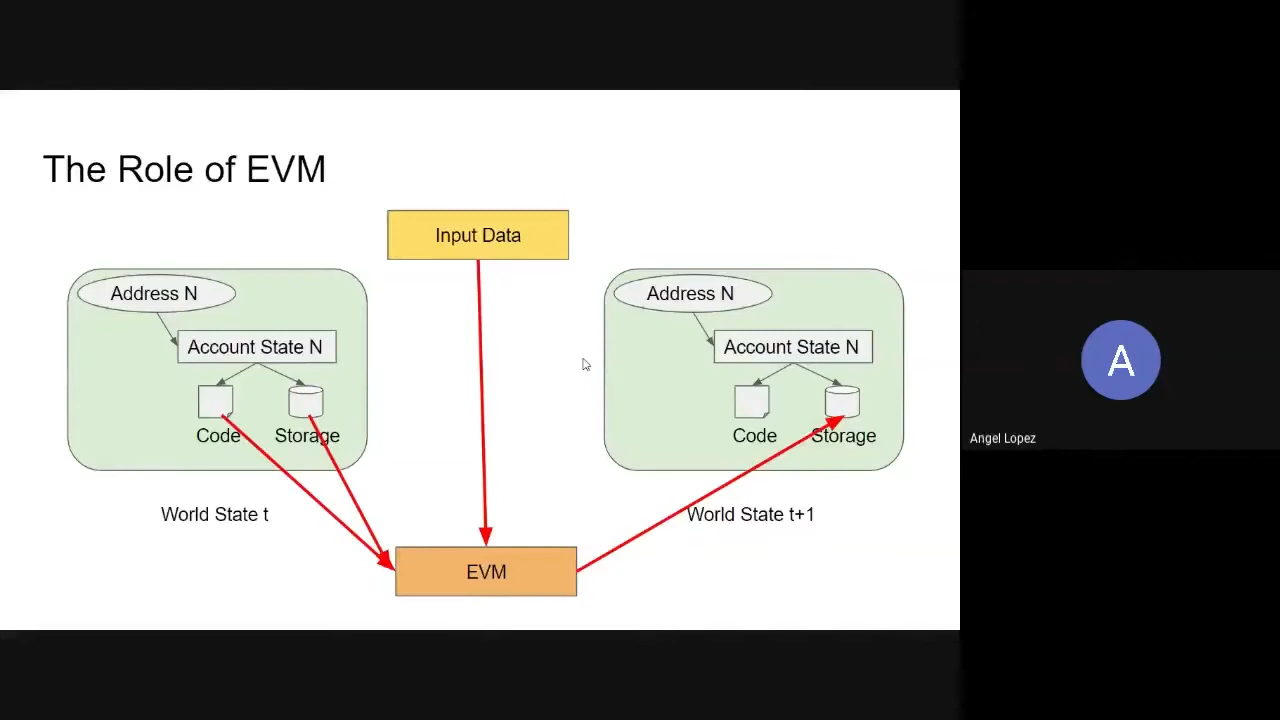 The Role of EVM
Input Data
Address N
Account State N
Code
Storage
World State t
Address N
Account State N
Code
Storage
World State t+1
EVM
A
Angel Lopez